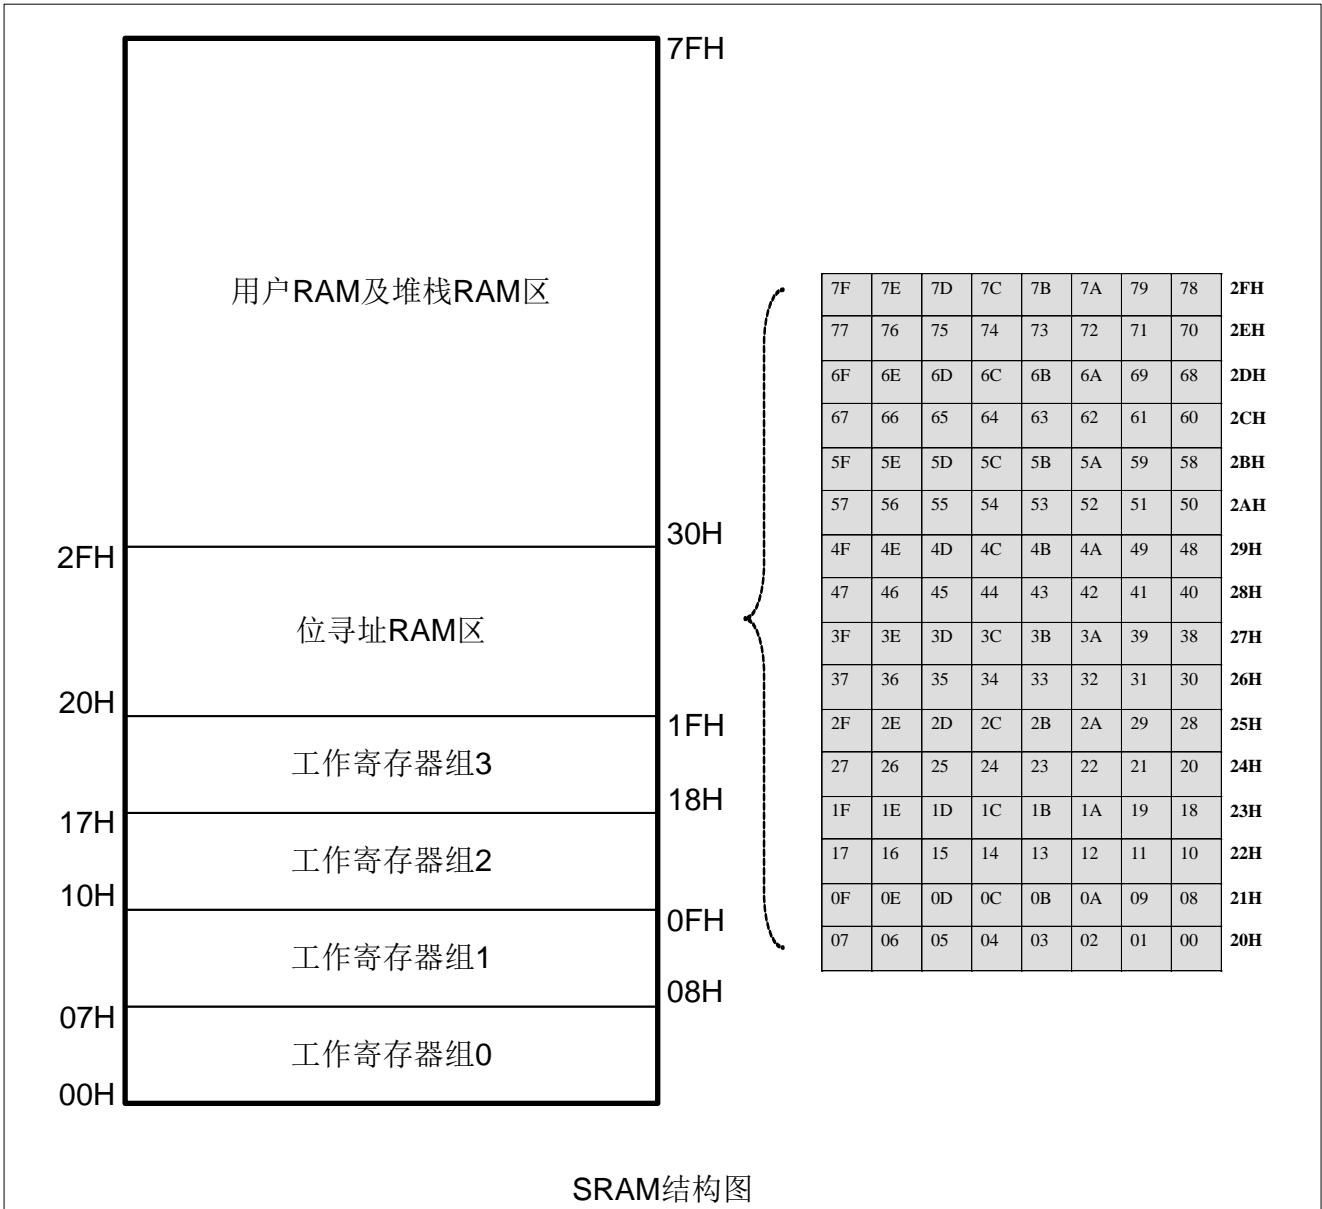 7FH
用户RAM及堆栈RAM区
30H
2FH
位寻址RAM区
20H
1FH
工作寄存器组3
18H
17H
工作寄存器组2
10H
0FH
工作寄存器组1
08H
07H
工作寄存器组0
00H
7F 7E 7D 7C 7B 7A 79 78 2FH
77 76 75 74 73 72 71 70 2EH
6F 6E 6D 6C 6B 6A 69 68 2DH
67 66 65 64 63 62 61 60 2CH
5F 5E 5D 5C 5B 5A 59 58 2BH
57 56 55 54 53 52 51 50 2AH
4F 4E 4D 4C 4B 4A 49 48 29H
47 46 45 44 43 42 41 40 28H
3F 3E 3D 3C 3B 3A 39 38 27H
37 36 35 34 33 32 31 30 26H
2F 2E 2D 2C 2B 2A 29 28 25H
27 26 25 24 23 22 21 20 24H
1F 1E 1D 1C 1B 1A 19 18 23H
17 16 15 14 13 12 11 10 22H
0F 0E 0D 0C 0B 0A 09 08 21H
07 06 05 04 03 02 01 00 20H
SRAM结构图